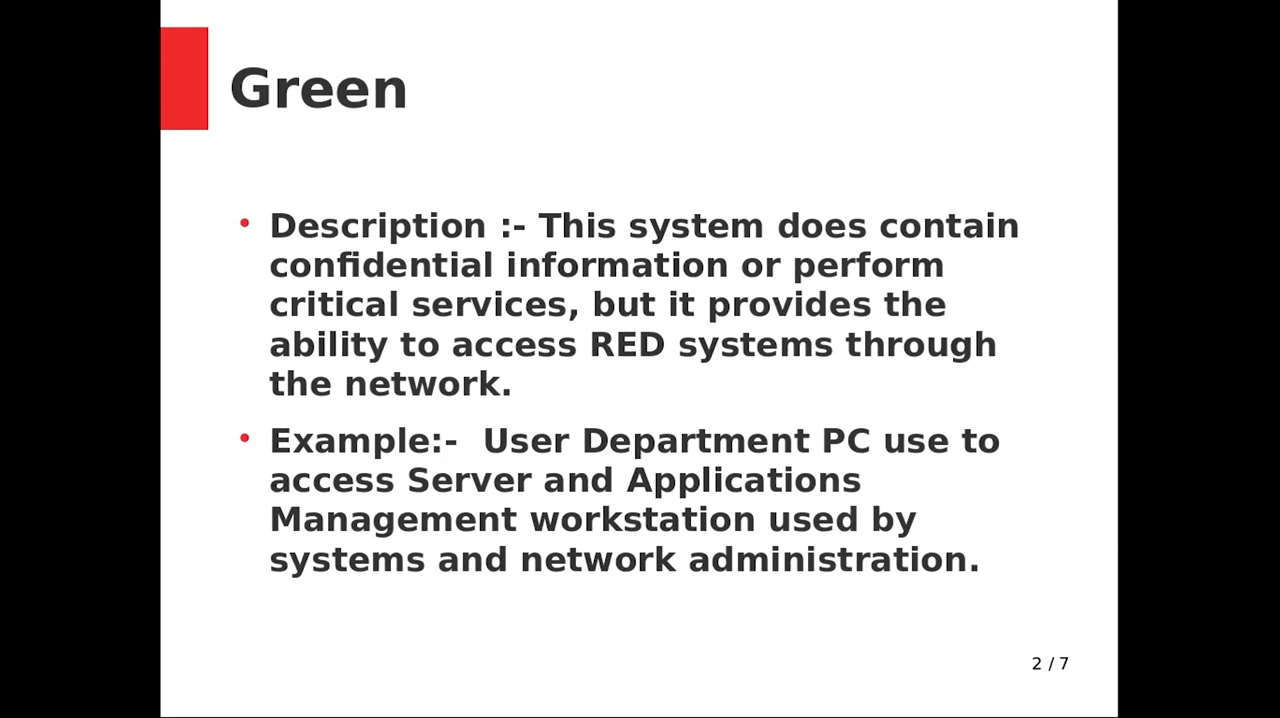 Green
• Description :- This system does contain
confidential information or perform
critical services, but it provides the
ability to access RED systems through
the network.
• Example:-  User Department PC use to
access Server and Applications
Management workstation used by
systems and network administration.
2 / 7